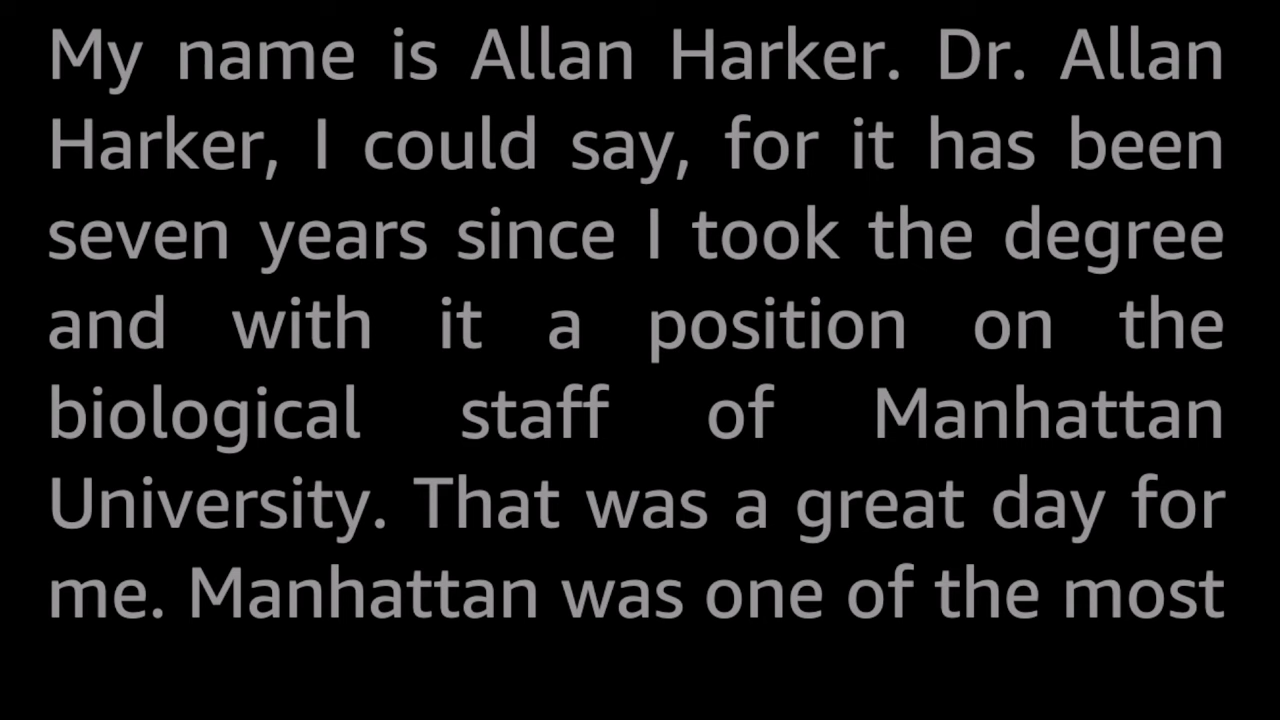 My name is Allan Harker. Dr. Allan
Harker, I could say, for it has been
seven years since I took the degree
and with it a position on the
biological staff of Manhattan
University. That was a great day for
me. Manhattan was one of the most